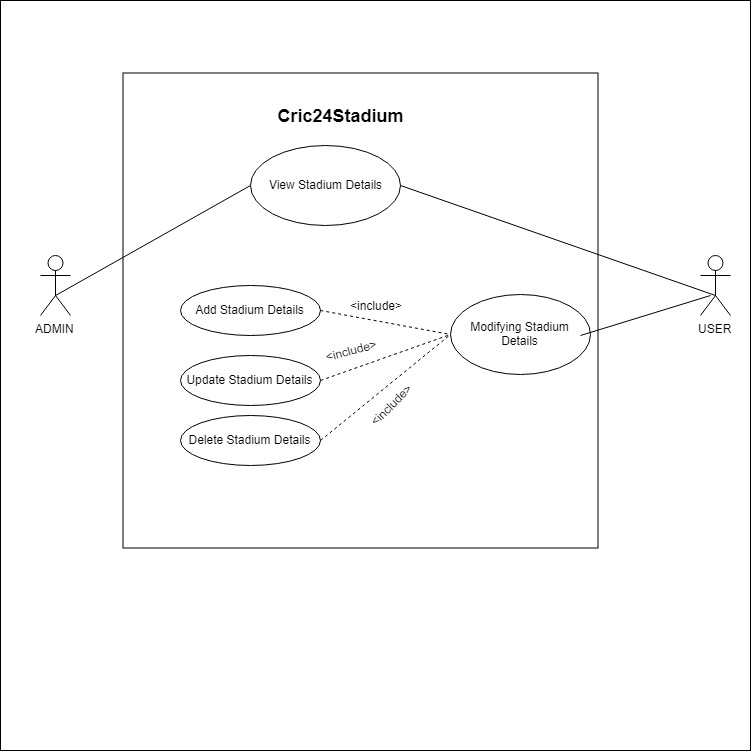 Cric24Stadium
View Stadium Details
Add Stadium Details
<include>
Modifying Stadium
Details
ADMIN
USER
<include>
Update Stadium Details
<include>
Delete Stadium Details